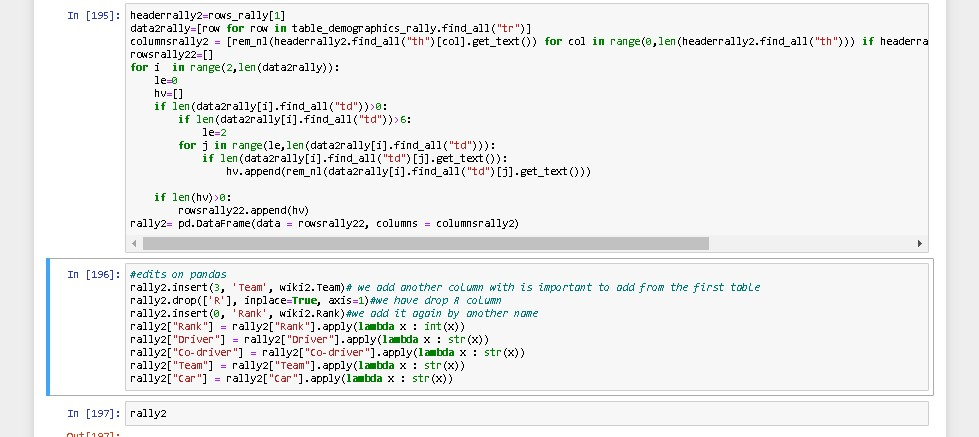 In [195]:
headerrally2=rows_rally[1]
data2rally=[row for row in table_demographics_rally.find_all("tr")]
columnsrally2 = [rem_nl(headerrally2.find_all("th")[col].get_text()) for col in range(0,len(headerrally2.find_all("th"))) if headerra
rowsrally22=[]
for i  in range(2,len(data2rally)):
    le=0
    hv=[]
    if len(data2rally[i].find_all("td"))>0:
        if len(data2rally[i].find_all("td"))>6:
            le=2
        for j in range(le,len(data2rally[i].find_all("td"))):
            if len(data2rally[i].find_all("td")[j].get_text()):
                hv.append(rem_nl(data2rally[i].find_all("td")[j].get_text()))
    if len(hv)>0:
        rowsrally22.append(hv)
rally2= pd.DataFrame(data = rowsrally22, columns = columnsrally2)
In [196]:
#edits on pandas
rally2.insert(3, 'Team', wiki2.Team)# we add another column with is important to add from the first table
rally2.drop(['R'], inplace=True, axis=1)#we have drop R column
rally2.insert(0, 'Rank', wiki2.Rank)#we add it again by another name
rally2["Rank"] = rally2["Rank"].apply(lambda x : int(x))
rally2["Driver"] = rally2["Driver"].apply(lambda x : str(x))
rally2["Co-driver"] = rally2["Co-driver"].apply(lambda x : str(x))
rally2["Team"] = rally2["Team"].apply(lambda x : str(x))
rally2["Car"] = rally2["Car"].apply(lambda x : str(x))
In [197]:
rally2
Out[197]: